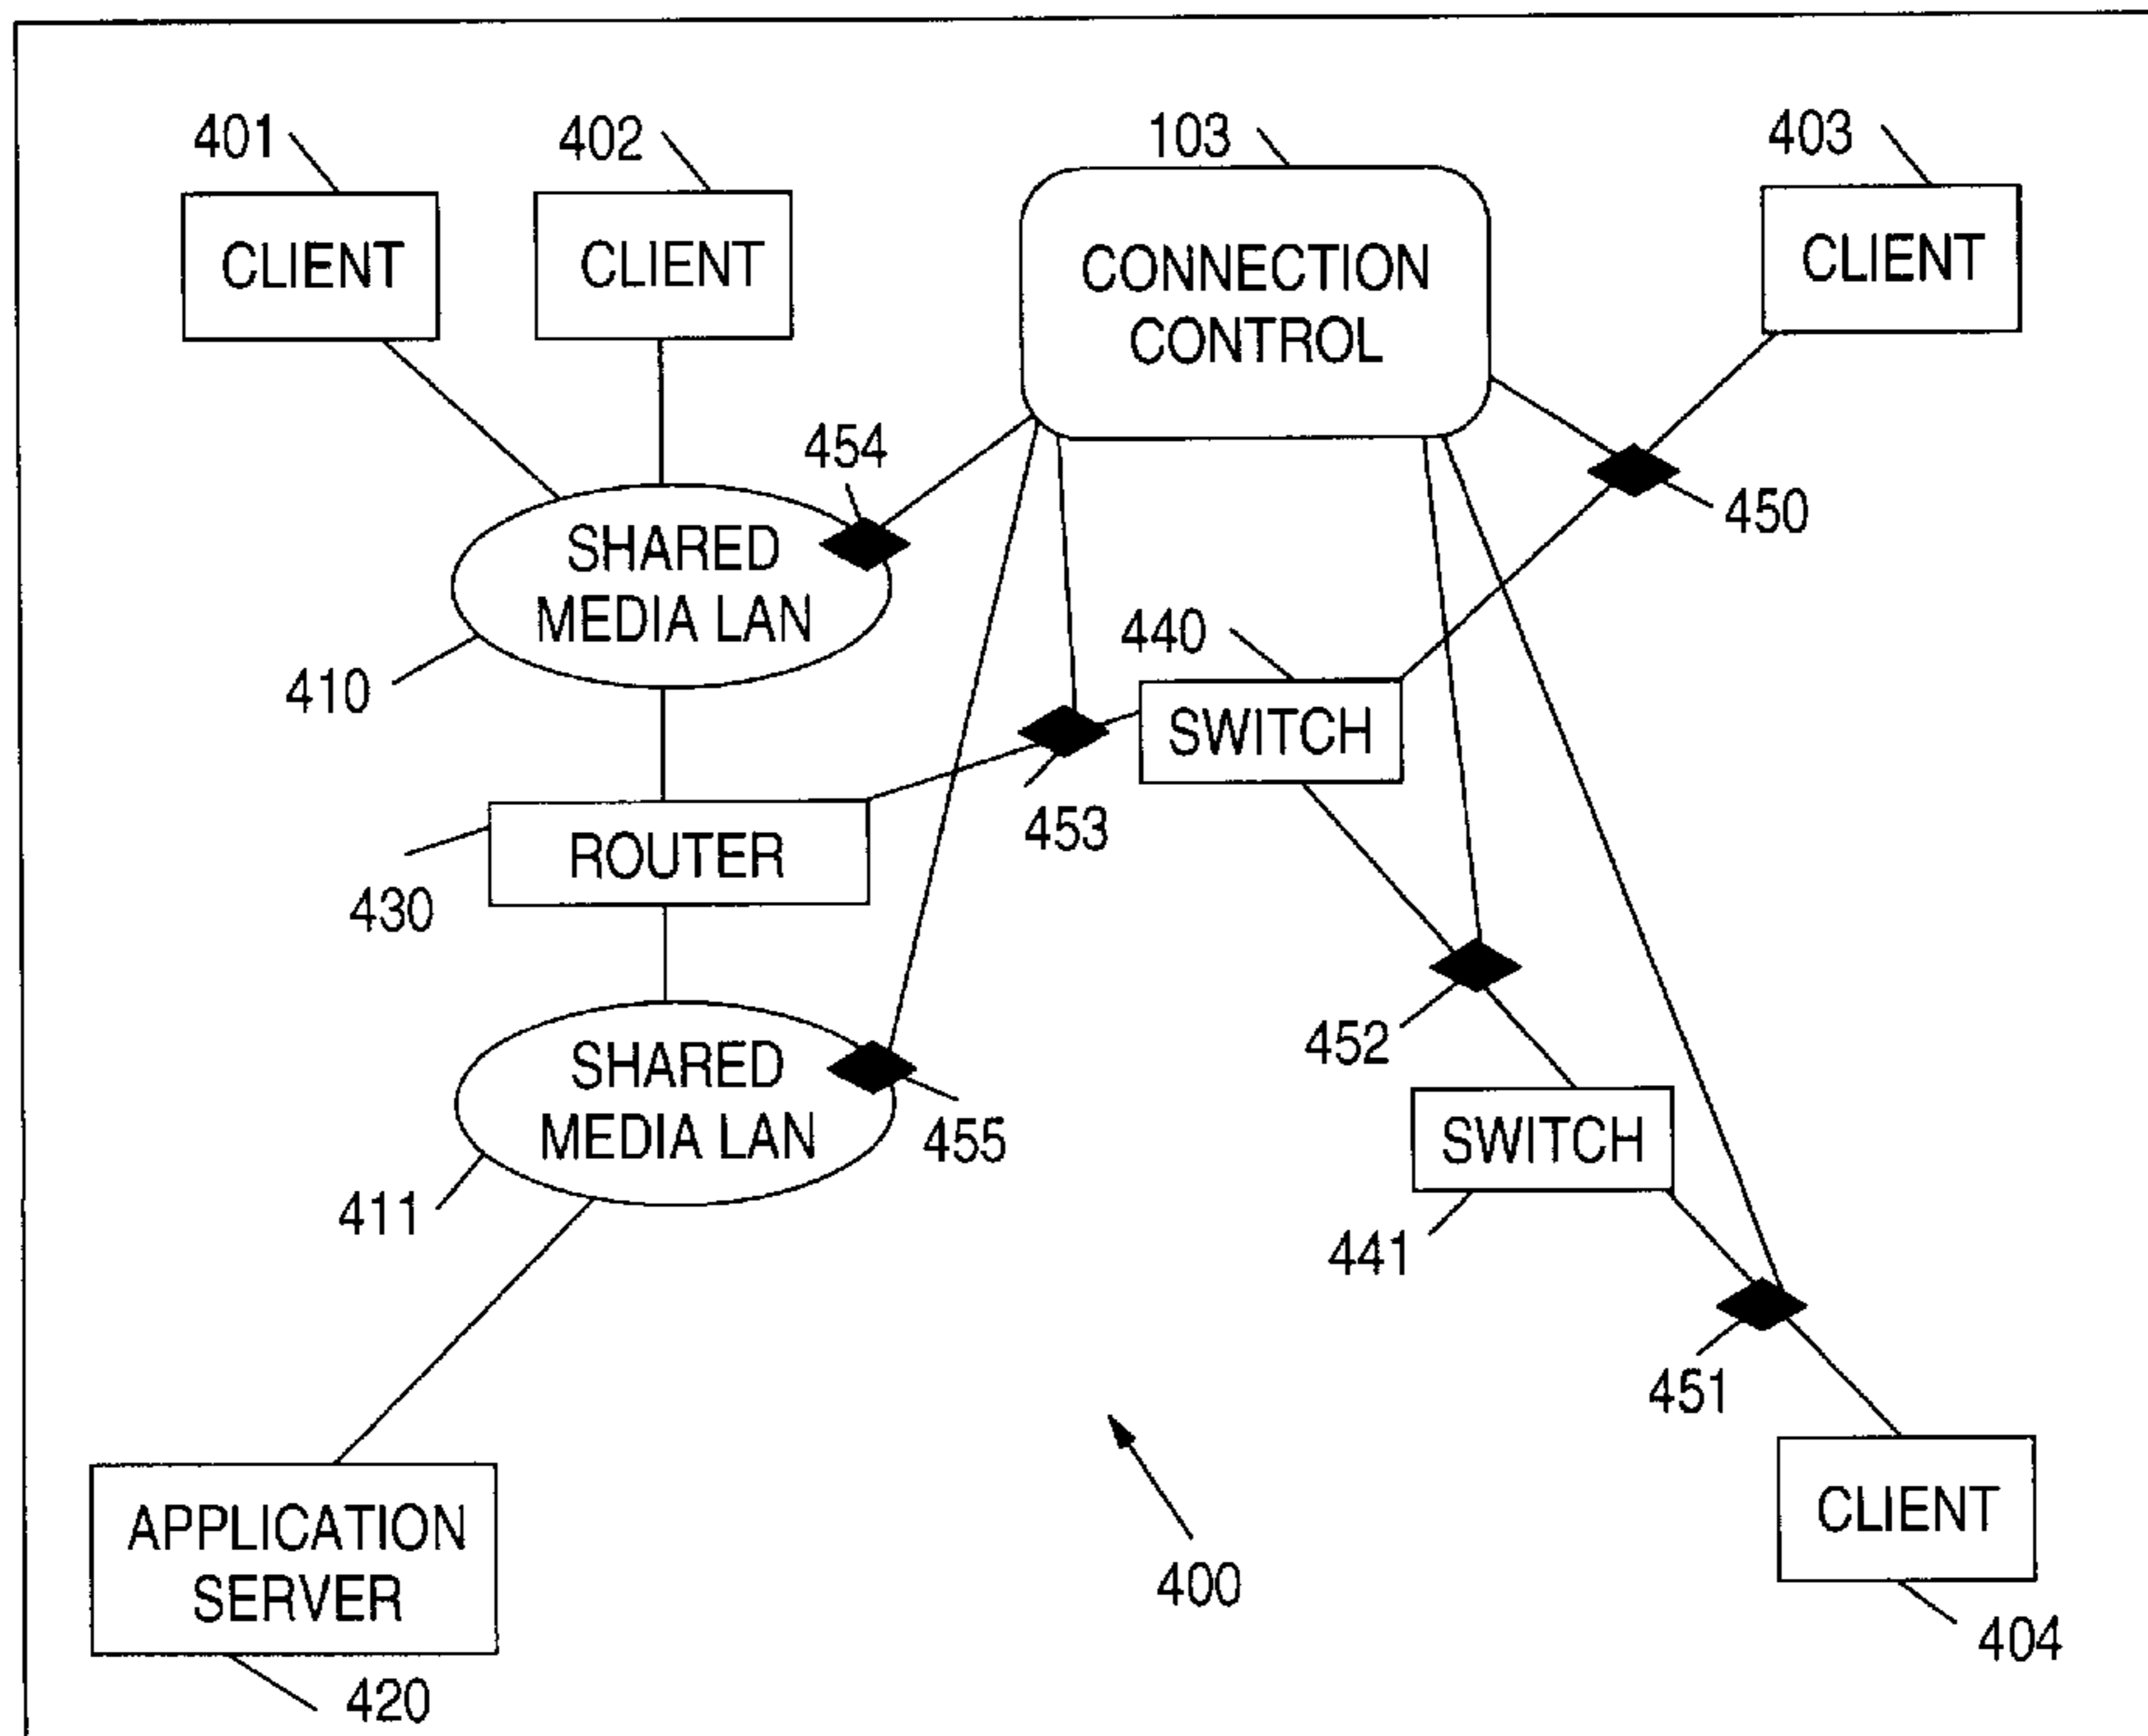 401
402
103
403
CLIENT
CLIENT
CONNECTION
CONTROL
CLIENT
454
450
SHARED
MEDIA LAN
440
410
SWITCH
453
ROUTER
430
452
SHARED
MEDIA LAN
455
SWITCH
411
441
451
APPLICATION
SERVER
CLIENT
400
404
420